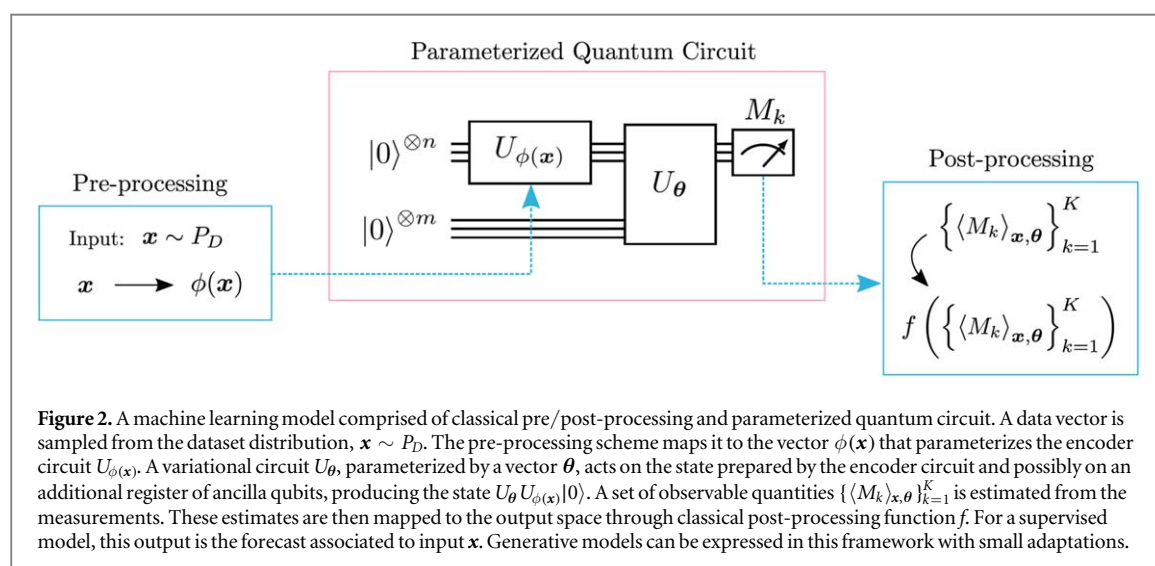 Parameterized Quantum Circuit
|0⟩^{⊗n}
U_{ϕ(x)}
U_θ
M_k
|0⟩^{⊗m}
Pre-processing
Input: x ∼ P_D
x ⟶ ϕ(x)
Post-processing
{⟨M_k⟩_{x,θ}}_{k=1}^{K}
f({⟨M_k⟩_{x,θ}}_{k=1}^{K})
Figure 2. A machine learning model comprised of classical pre/post-processing and parameterized quantum circuit. A data vector is
sampled from the dataset distribution, x ∼ P_D. The pre-processing scheme maps it to the vector ϕ(x) that parameterizes the encoder
circuit U_{ϕ(x)}. A variational circuit U_θ, parameterized by a vector θ, acts on the state prepared by the encoder circuit and possibly on an
additional register of ancilla qubits, producing the state U_θ U_{ϕ(x)}|0⟩. A set of observable quantities {⟨M_k⟩_{x,θ}}_{k=1}^{K} is estimated from the
measurements. These estimates are then mapped to the output space through classical post-processing function f. For a supervised
model, this output is the forecast associated to input x. Generative models can be expressed in this framework with small adaptations.